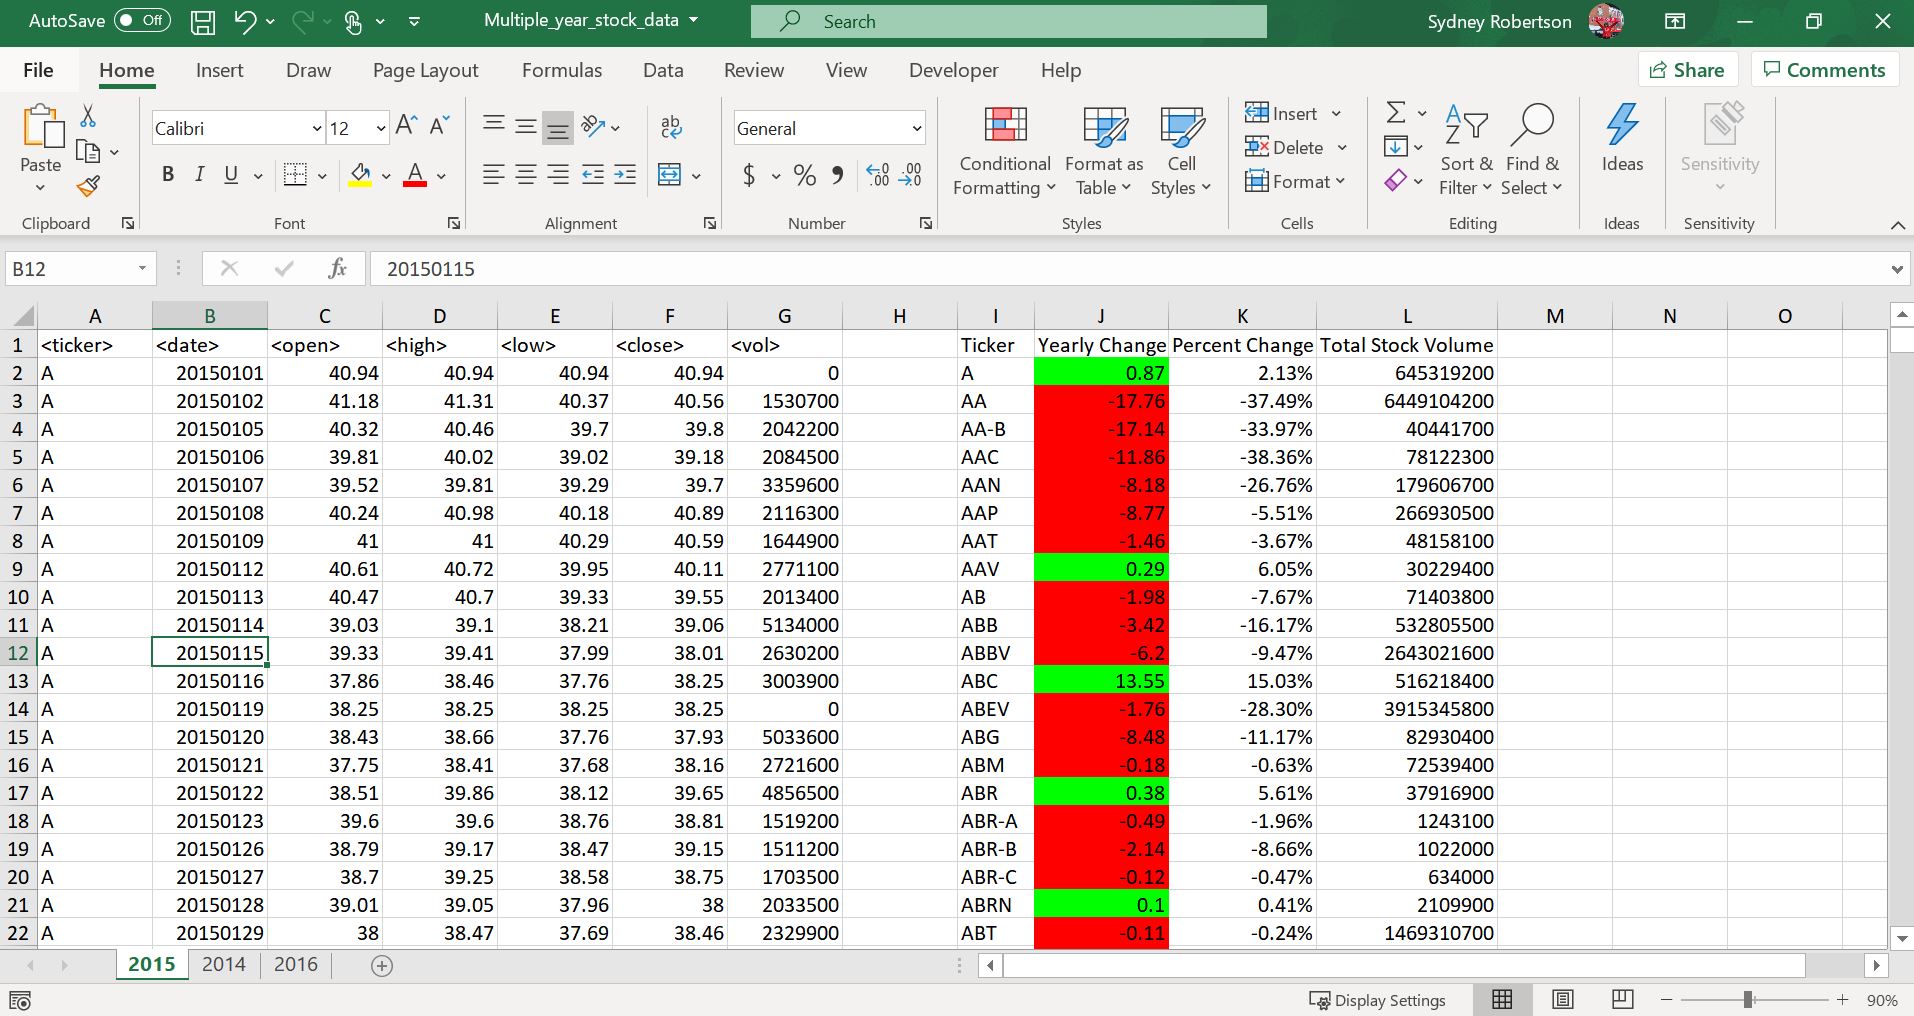 AutoSave Off Multiple_year_stock_data Search Sydney Robertson
File Home Insert Draw Page Layout Formulas Data Review View Developer Help Share Comments
Paste Calibri 12 A^ A˅ ab General Conditional Formatting Format as Table Cell Styles Insert Delete Format Sort & Filter Find & Select Ideas Sensitivity
B I U A $ % , .00 .00
Clipboard Font Alignment Number Styles Cells Editing Ideas Sensitivity
B12 fx 20150115
A B C D E F G H I J K L M N O
1 <ticker> <date> <open> <high> <low> <close> <vol> Ticker Yearly Change Percent Change Total Stock Volume
2 A 20150101 40.94 40.94 40.94 40.94 0 A 0.87 2.13% 645319200
3 A 20150102 41.18 41.31 40.37 40.56 1530700 AA -17.76 -37.49% 6449104200
4 A 20150105 40.32 40.46 39.7 39.8 2042200 AA-B -17.14 -33.97% 40441700
5 A 20150106 39.81 40.02 39.02 39.18 2084500 AAC -11.86 -38.36% 78122300
6 A 20150107 39.52 39.81 39.29 39.7 3359600 AAN -8.18 -26.76% 179606700
7 A 20150108 40.24 40.98 40.18 40.89 2116300 AAP -8.77 -5.51% 266930500
8 A 20150109 41 41 40.29 40.59 1644900 AAT -1.46 -3.67% 48158100
9 A 20150112 40.61 40.72 39.95 40.11 2771100 AAV 0.29 6.05% 30229400
10 A 20150113 40.47 40.7 39.33 39.55 2013400 AB -1.98 -7.67% 71403800
11 A 20150114 39.03 39.1 38.21 39.06 5134000 ABB -3.42 -16.17% 532805500
12 A 20150115 39.33 39.41 37.99 38.01 2630200 ABBV -6.2 -9.47% 2643021600
13 A 20150116 37.86 38.46 37.76 38.25 3003900 ABC 13.55 15.03% 516218400
14 A 20150119 38.25 38.25 38.25 38.25 0 ABEV -1.76 -28.30% 3915345800
15 A 20150120 38.43 38.66 37.76 37.93 5033600 ABG -8.48 -11.17% 82930400
16 A 20150121 37.75 38.41 37.68 38.16 2721600 ABM -0.18 -0.63% 72539400
17 A 20150122 38.51 39.86 38.12 39.65 4856500 ABR 0.38 5.61% 37916900
18 A 20150123 39.6 39.6 38.76 38.81 1519200 ABR-A -0.49 -1.96% 1243100
19 A 20150126 38.79 39.17 38.47 39.15 1511200 ABR-B -2.14 -8.66% 1022000
20 A 20150127 38.7 39.25 38.58 38.75 1703500 ABR-C -0.12 -0.47% 634000
21 A 20150128 39.01 39.05 37.96 38 2033500 ABRN 0.1 0.41% 2109900
22 A 20150129 38 38.47 37.69 38.46 2329900 ABT -0.11 -0.24% 1469310700
2015 2014 2016
Display Settings 90%